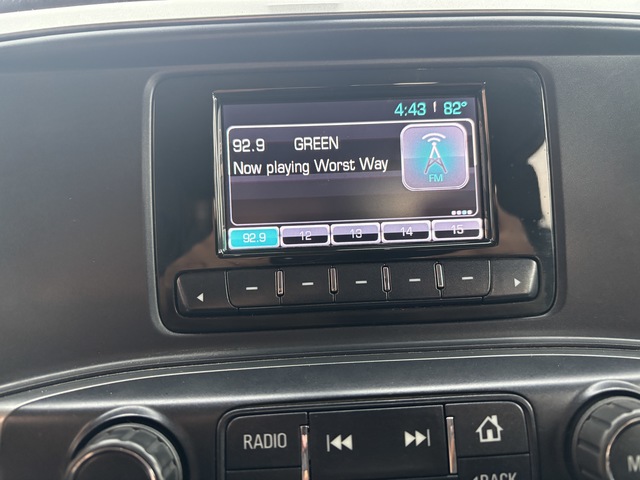 4:43 82°
92.9 GREEN
Now playing Worst Way
FM
92.9 12 13 14 15
RADIO
BACK
M